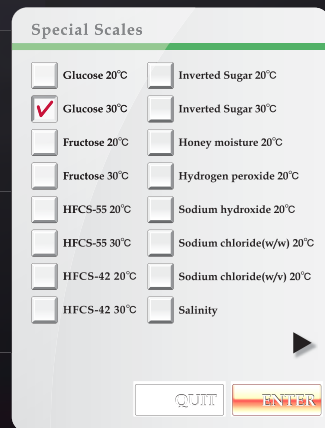 Special Scales
Glucose 20℃
Inverted Sugar 20℃
Glucose 30℃
Inverted Sugar 30℃
Fructose 20℃
Honey moisture 20℃
Fructose 30℃
Hydrogen peroxide 20℃
HFCS-55 20℃
Sodium hydroxide 20℃
HFCS-55 30℃
Sodium chloride(w/w) 20℃
HFCS-42 20℃
Sodium chloride(w/v) 20℃
HFCS-42 30℃
Salinity
QUIT
ENTER